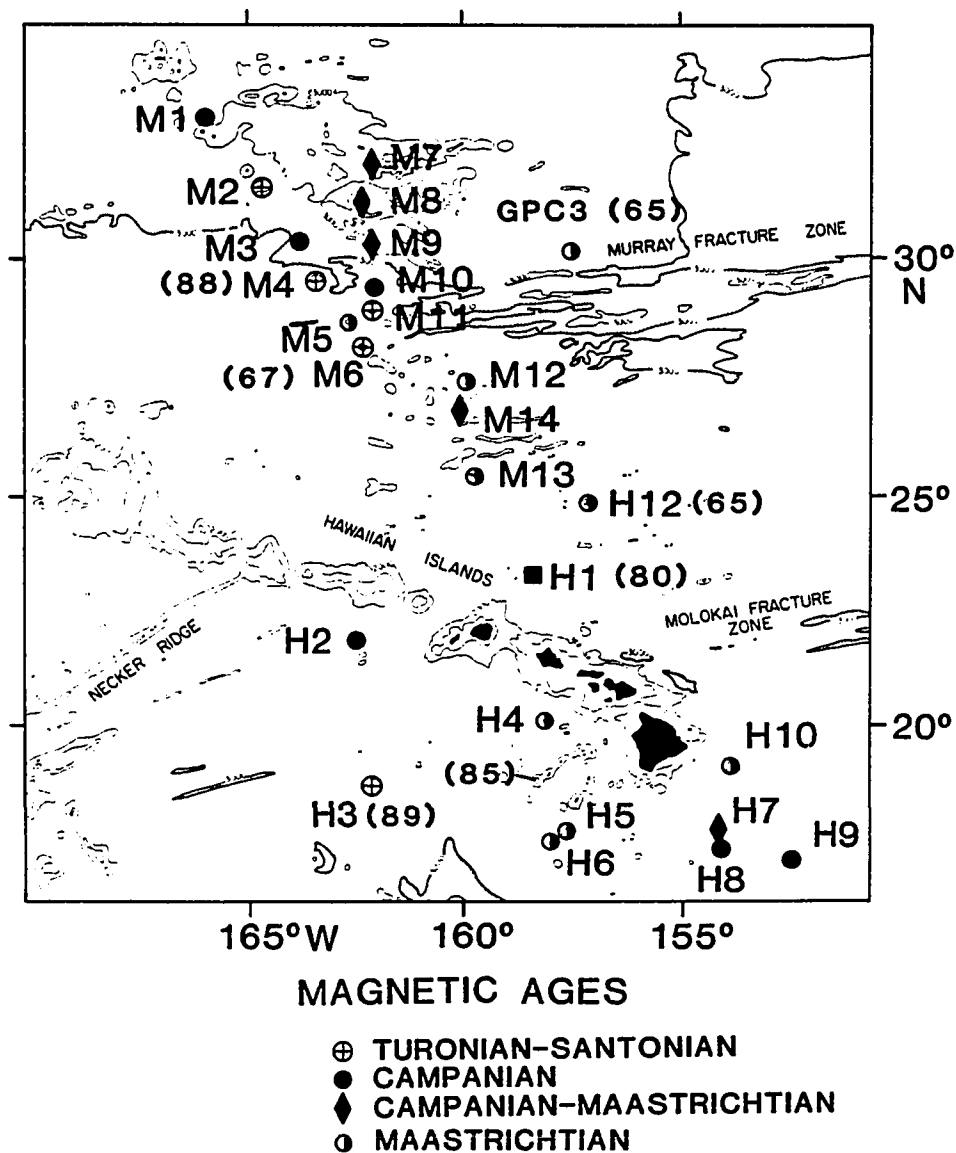 M1
M7
M2
M8
GPC3 (65)
M3
M9
MURRAY FRACTURE ZONE
30°
N
(88) M4
M10
M11
M5
(67) M6
M12
M14
M13
25°
H12 (65)
HAWAIIAN ISLANDS
H1 (80)
MOLOKAI FRACTURE
ZONE
H2
NECKER RIDGE
H4
20°
H10
(85)
H3 (89)
H5
H7
H9
H6
H8
165°W 160° 155°
MAGNETIC AGES
TURONIAN-SANTONIAN
CAMPANIAN
CAMPANIAN-MAASTRICHTIAN
MAASTRICHTIAN